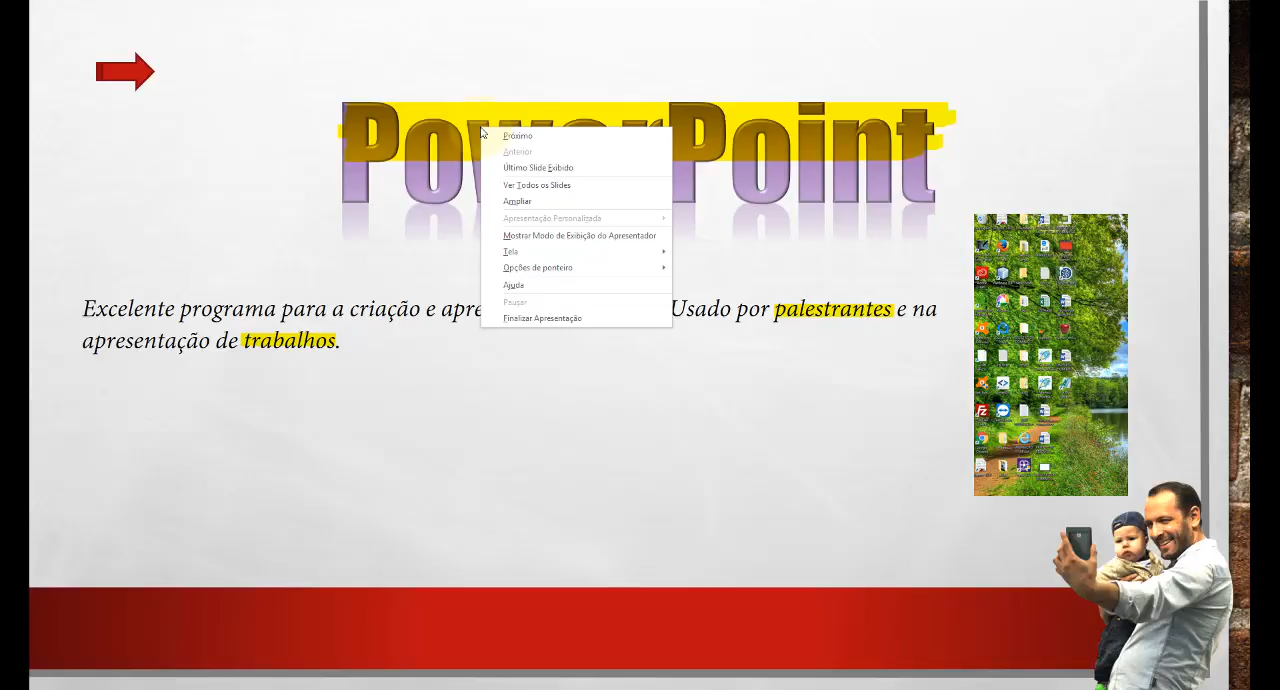 PowerPoint
Próximo
Anterior
Último Slide Exibido
Ver Todos os Slides
Ampliar
Apresentação Personalizada
Mostrar Modo de Exibição do Apresentador
Tela
Opções de ponteiro
Ajuda
Pausar
Finalizar Apresentação
Excelente programa para a criação e apre Usado por palestrantes e na
apresentação de trabalhos.